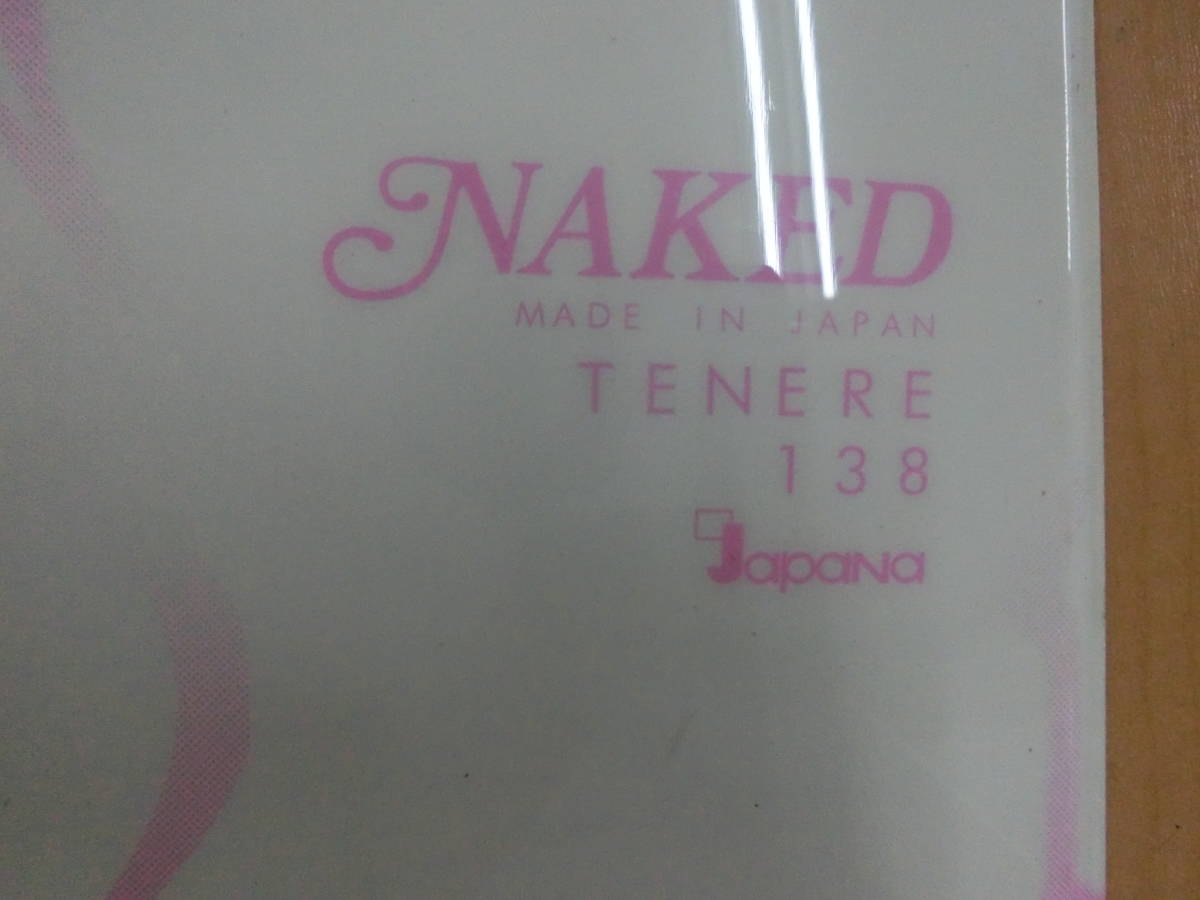 NAKED
MADE IN JAPAN
TENERE
138
JapaNa